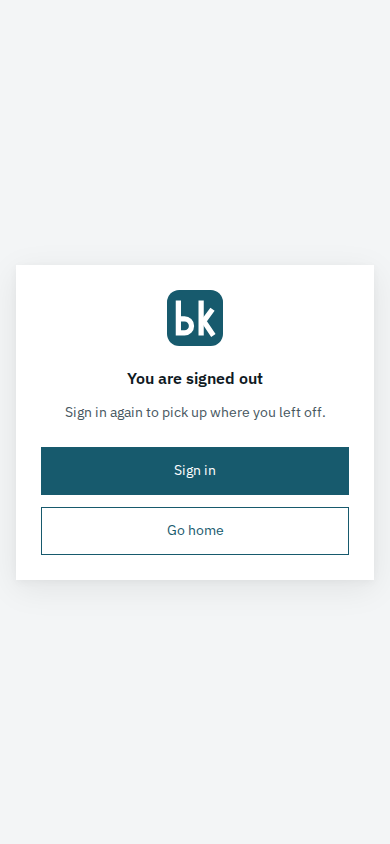 bk
You are signed out
Sign in again to pick up where you left off.
Sign in
Go home